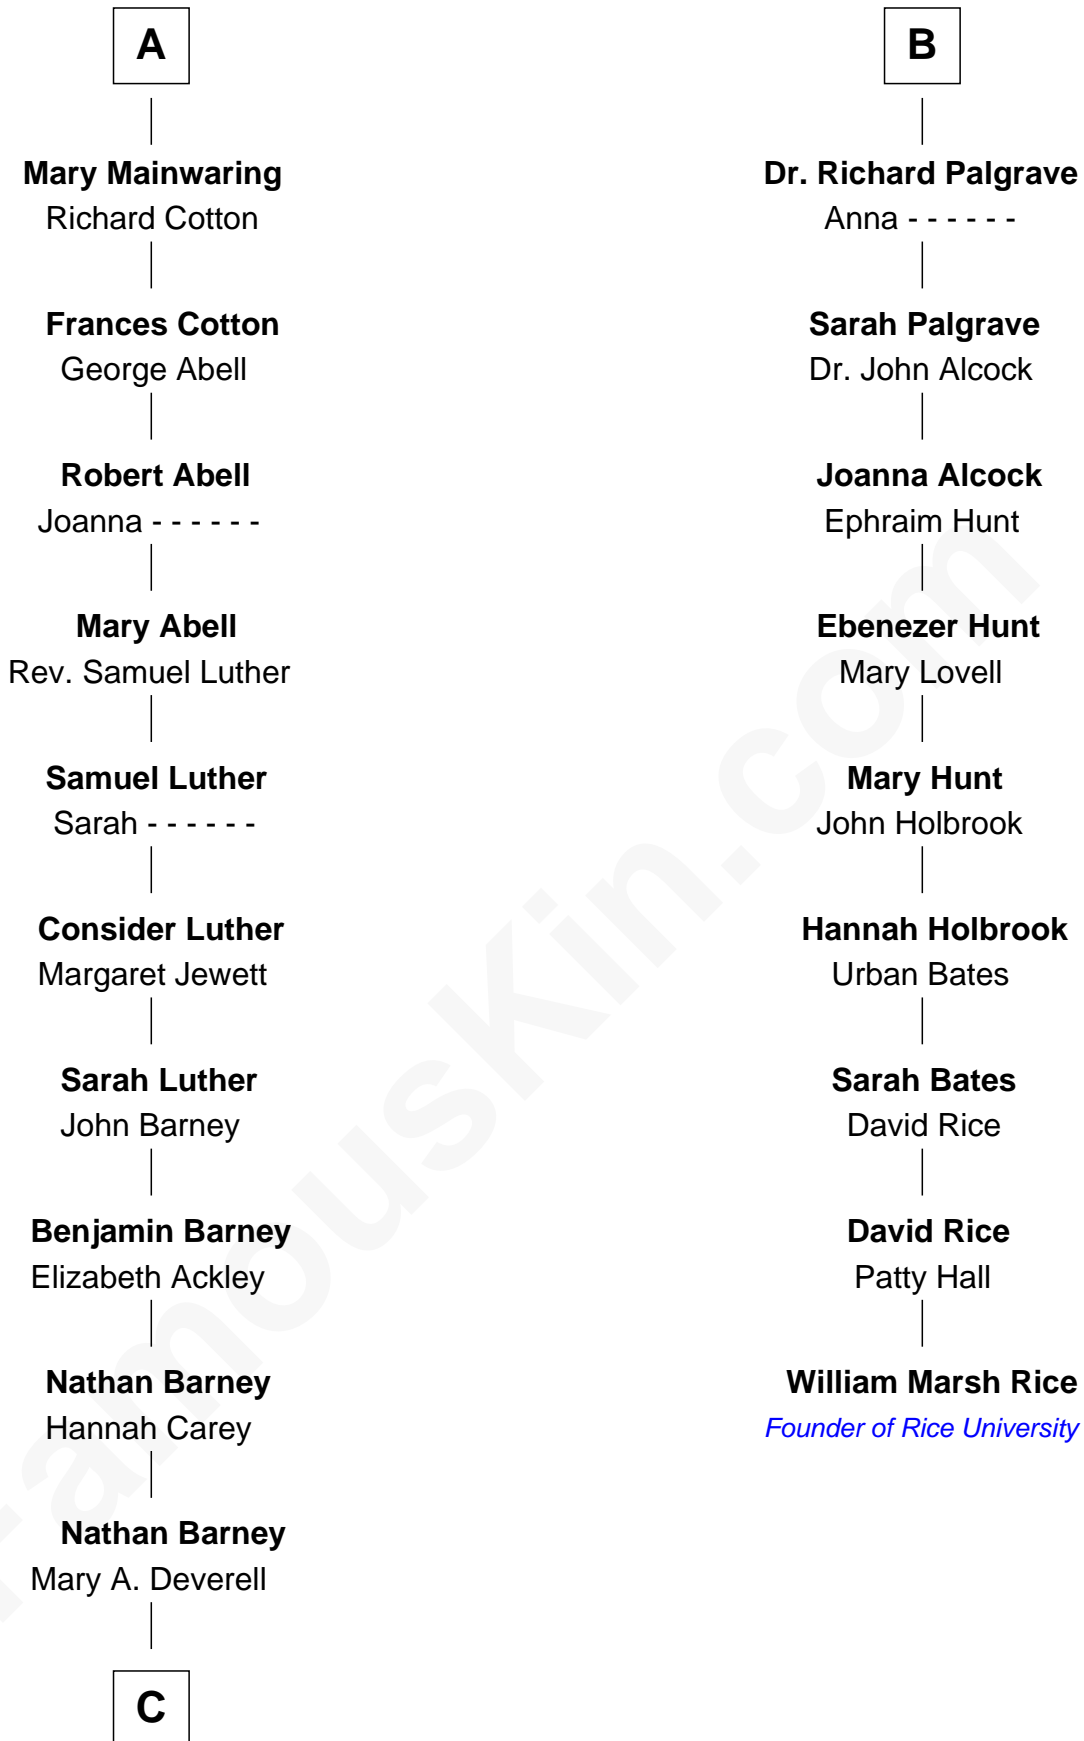 A
Mary Mainwaring
Richard Cotton
Frances Cotton
George Abell
Robert Abell
Joanna - - - - - -
Mary Abell
Rev. Samuel Luther
Samuel Luther
Sarah - - - - - -
Consider Luther
Margaret Jewett
Sarah Luther
John Barney
Benjamin Barney
Elizabeth Ackley
Nathan Barney
Hannah Carey
Nathan Barney
Mary A. Deverell
C
B
Dr. Richard Palgrave
Anna - - - - - -
Sarah Palgrave
Dr. John Alcock
Joanna Alcock
Ephraim Hunt
Ebenezer Hunt
Mary Lovell
Mary Hunt
John Holbrook
Hannah Holbrook
Urban Bates
Sarah Bates
David Rice
David Rice
Patty Hall
William Marsh Rice
Founder of Rice University
FamousKin.com